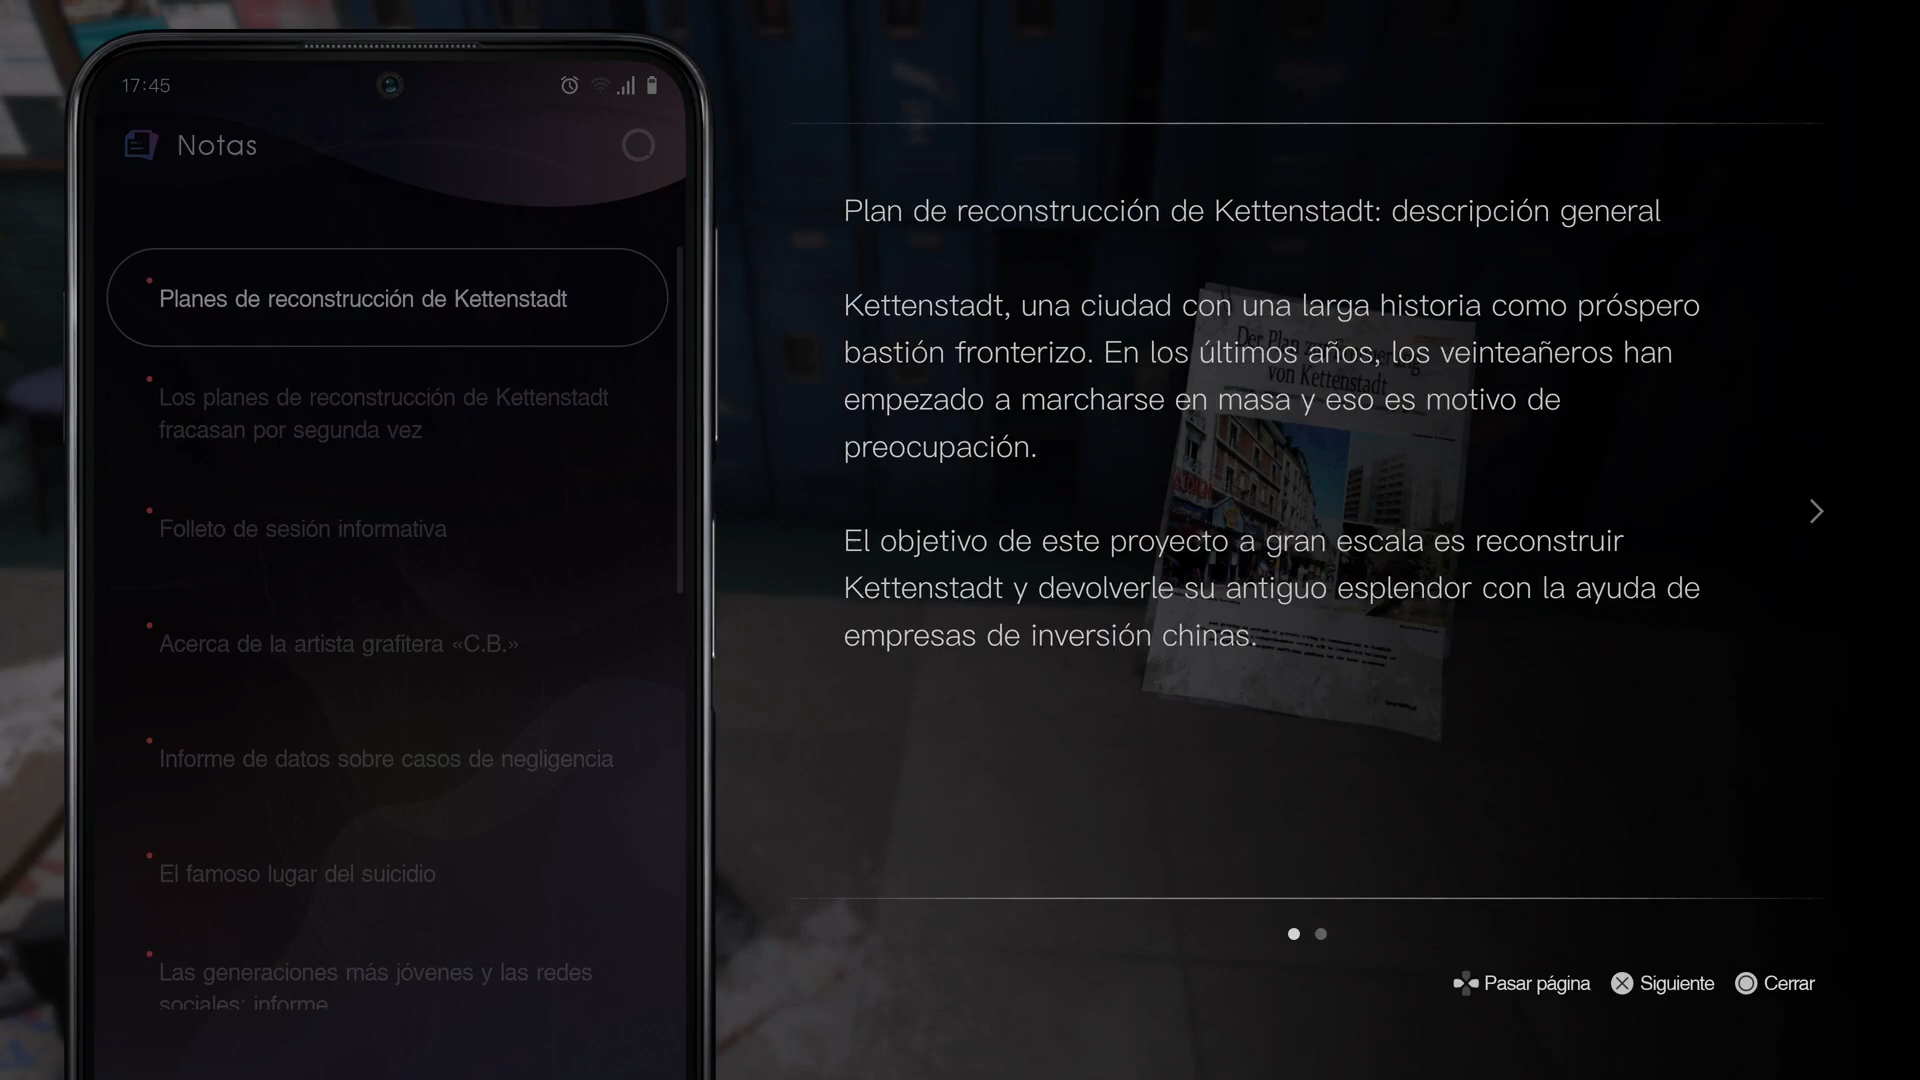 17:45
Notas
Planes de reconstrucción de Kettenstadt
Los planes de reconstrucción de Kettenstadt
fracasan por segunda vez
Folleto de sesión informativa
Acerca de la artista grafitera «C.B.»
Informe de datos sobre casos de negligencia
El famoso lugar del suicidio
Las generaciones más jóvenes y las redes
sociales: informe
Plan de reconstrucción de Kettenstadt: descripción general
Kettenstadt, una ciudad con una larga historia como próspero
bastión fronterizo. En los últimos años, los veinteañeros han
empezado a marcharse en masa y eso es motivo de
preocupación.
El objetivo de este proyecto a gran escala es reconstruir
Kettenstadt y devolverle su antiguo esplendor con la ayuda de
empresas de inversión chinas.
Der Plan
von Kettenstadt
Pasar página
Siguiente
Cerrar